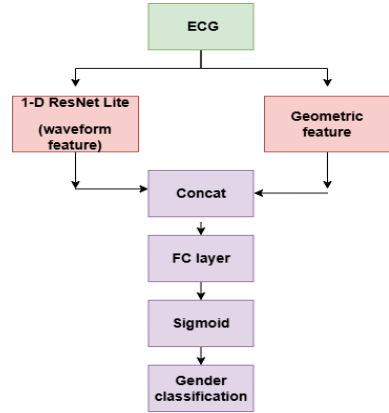 ECG
1-D ResNet Lite
(waveform
feature)
Geometric
feature
Concat
FC layer
Sigmoid
Gender
classification